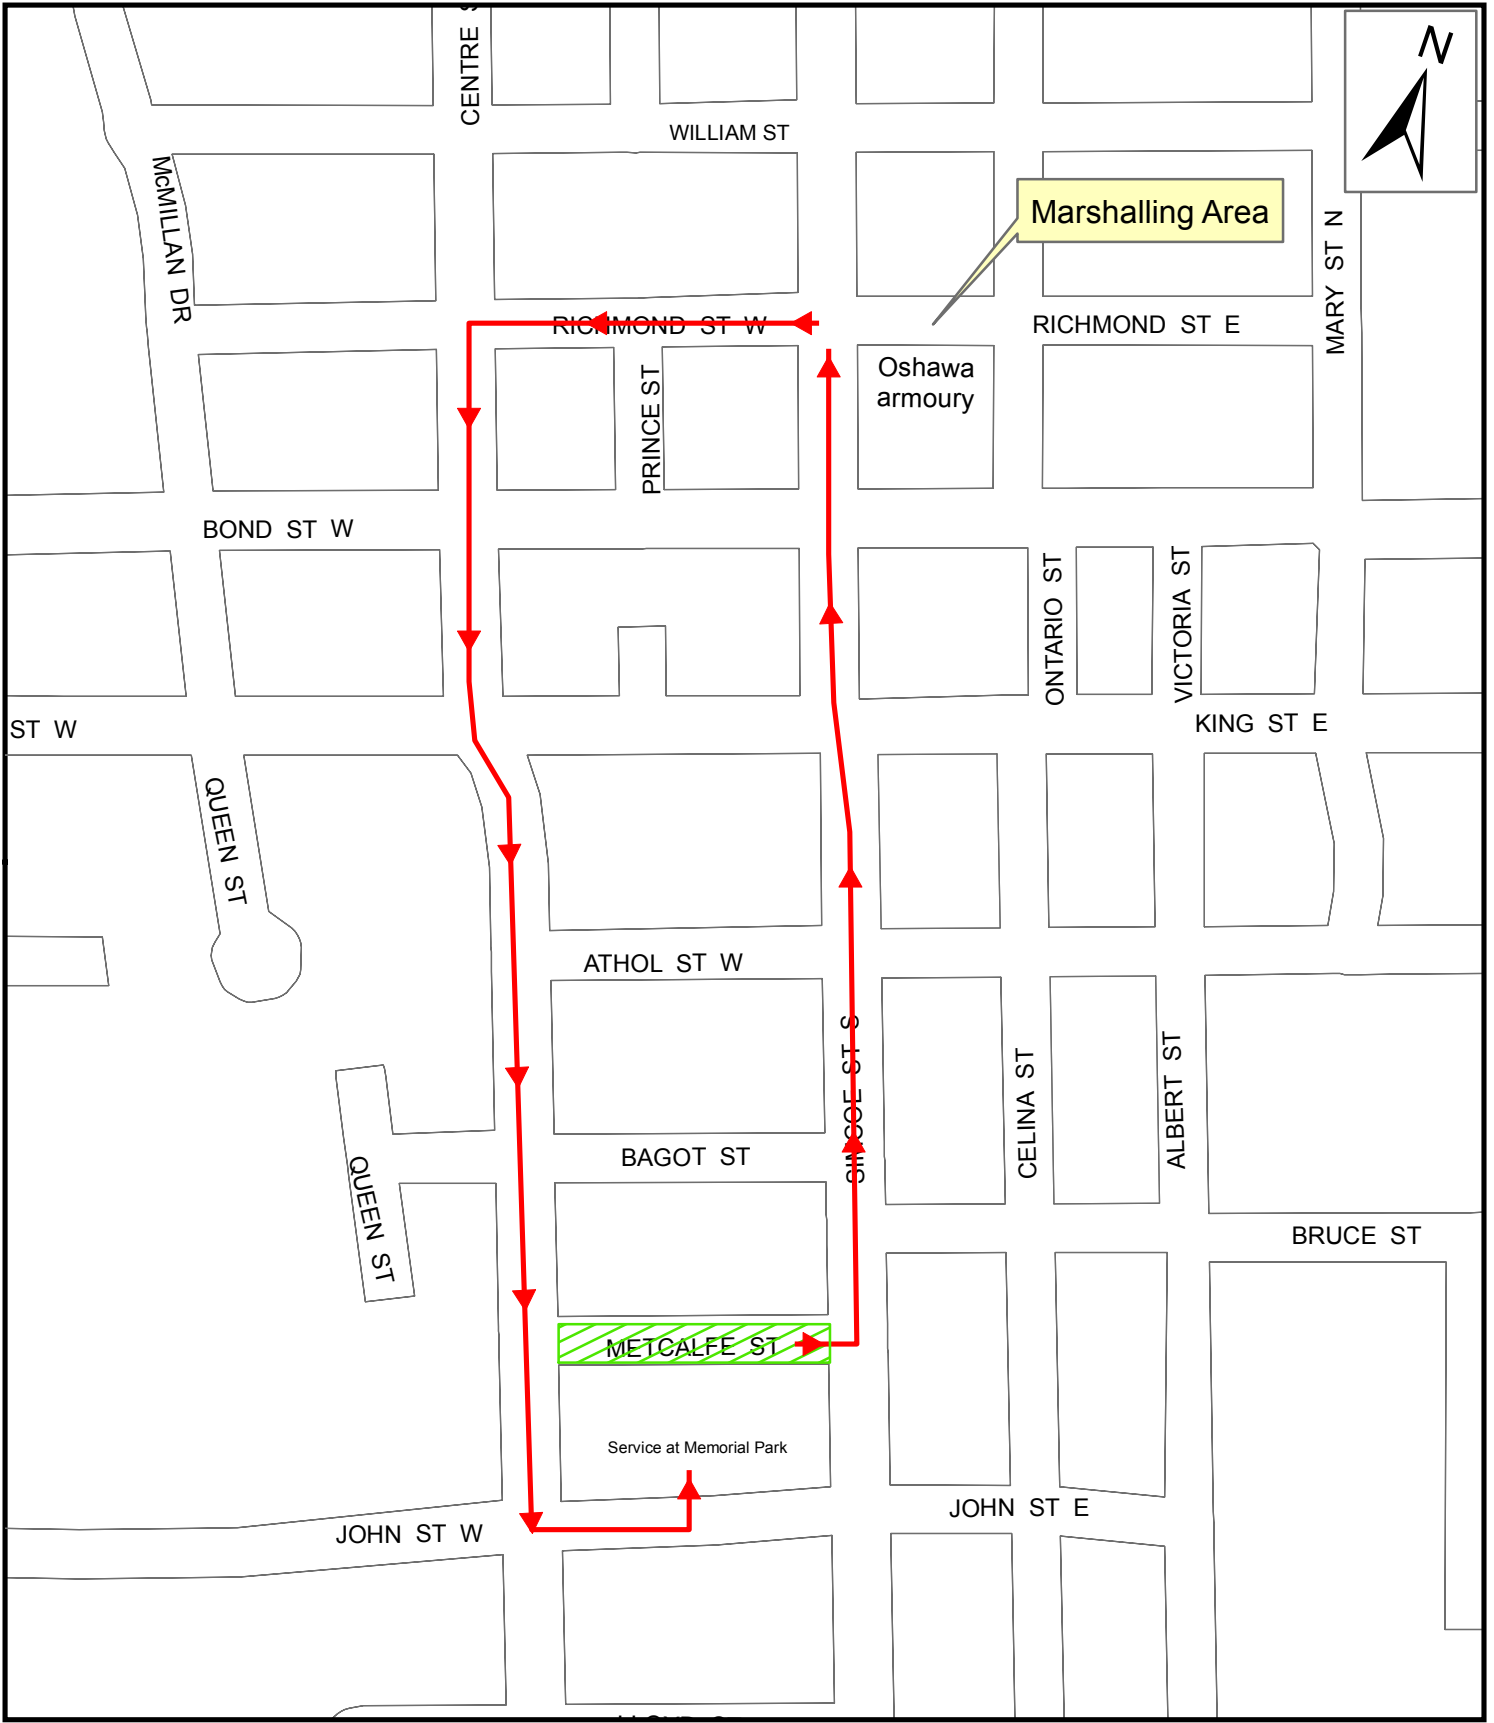 CENTRE S
N
WILLIAM ST
McMILLAN DR
Marshalling Area
MARY ST N
RICHMOND ST W
RICHMOND ST E
Oshawa
armoury
PRINCE ST
BOND ST W
ONTARIO ST
VICTORIA ST
ST W
KING ST E
QUEEN ST
ATHOL ST W
SIMCOE ST S
CELINA ST
ALBERT ST
BAGOT ST
QUEEN ST
BRUCE ST
METCALFE ST
Service at Memorial Park
JOHN ST W
JOHN ST E